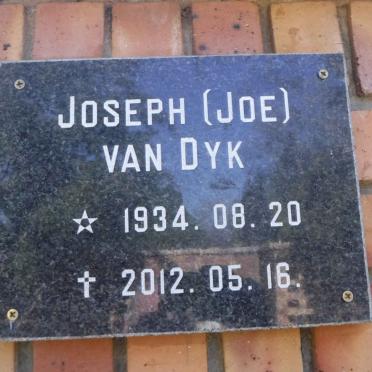 JOSEPH (JOE)
VAN DYK
☆ 1934. 08. 20
✝ 2012. 05. 16.